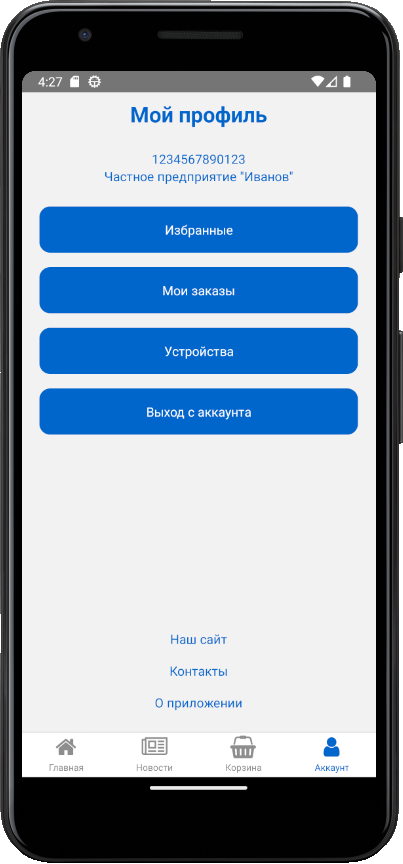 4:27
Мой профиль
1234567890123
Частное предприятие "Иванов"
Избранные
Мои заказы
Устройства
Выход с аккаунта
Наш сайт
Контакты
О приложении
Главная Новости Корзина Аккаунт